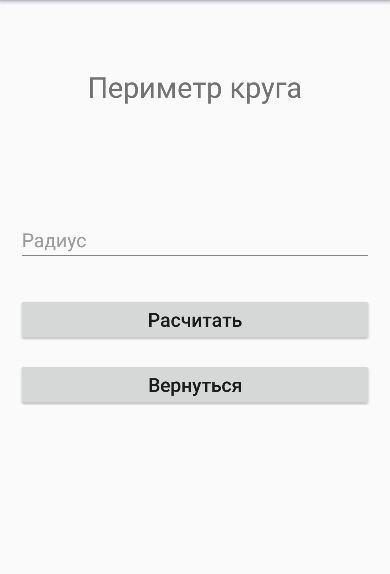 Периметр круга
Радиус
Расчитать
Вернуться